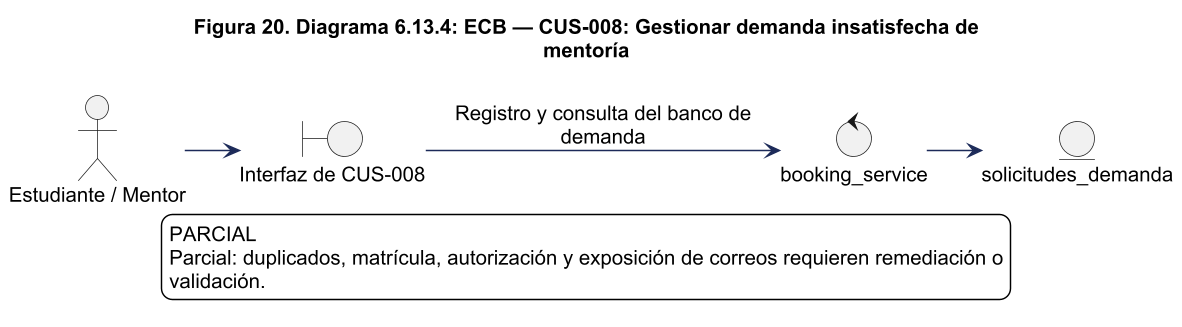 Figura 20. Diagrama 6.13.4: ECB — CUS-008: Gestionar demanda insatisfecha de
mentoría
Registro y consulta del banco de
demanda
Estudiante / Mentor
Interfaz de CUS-008
booking_service
solicitudes_demanda
PARCIAL
Parcial: duplicados, matrícula, autorización y exposición de correos requieren remediación o
validación.